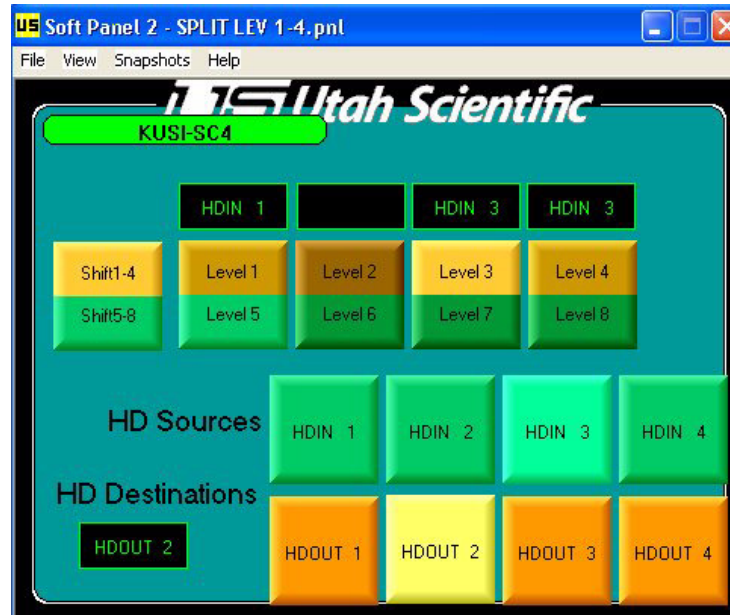 US Soft Panel 2 - SPLIT LEV 1-4.pnl
File View Snapshots Help
US Utah Scientific
KUSI-SC4
HDIN 1 HDIN 3 HDIN 3
Shift1-4 Level 1 Level 2 Level 3 Level 4
Shift5-8 Level 5 Level 6 Level 7 Level 8
HD Sources HDIN 1 HDIN 2 HDIN 3 HDIN 4
HD Destinations
HDOUT 2 HDOUT 1 HDOUT 2 HDOUT 3 HDOUT 4